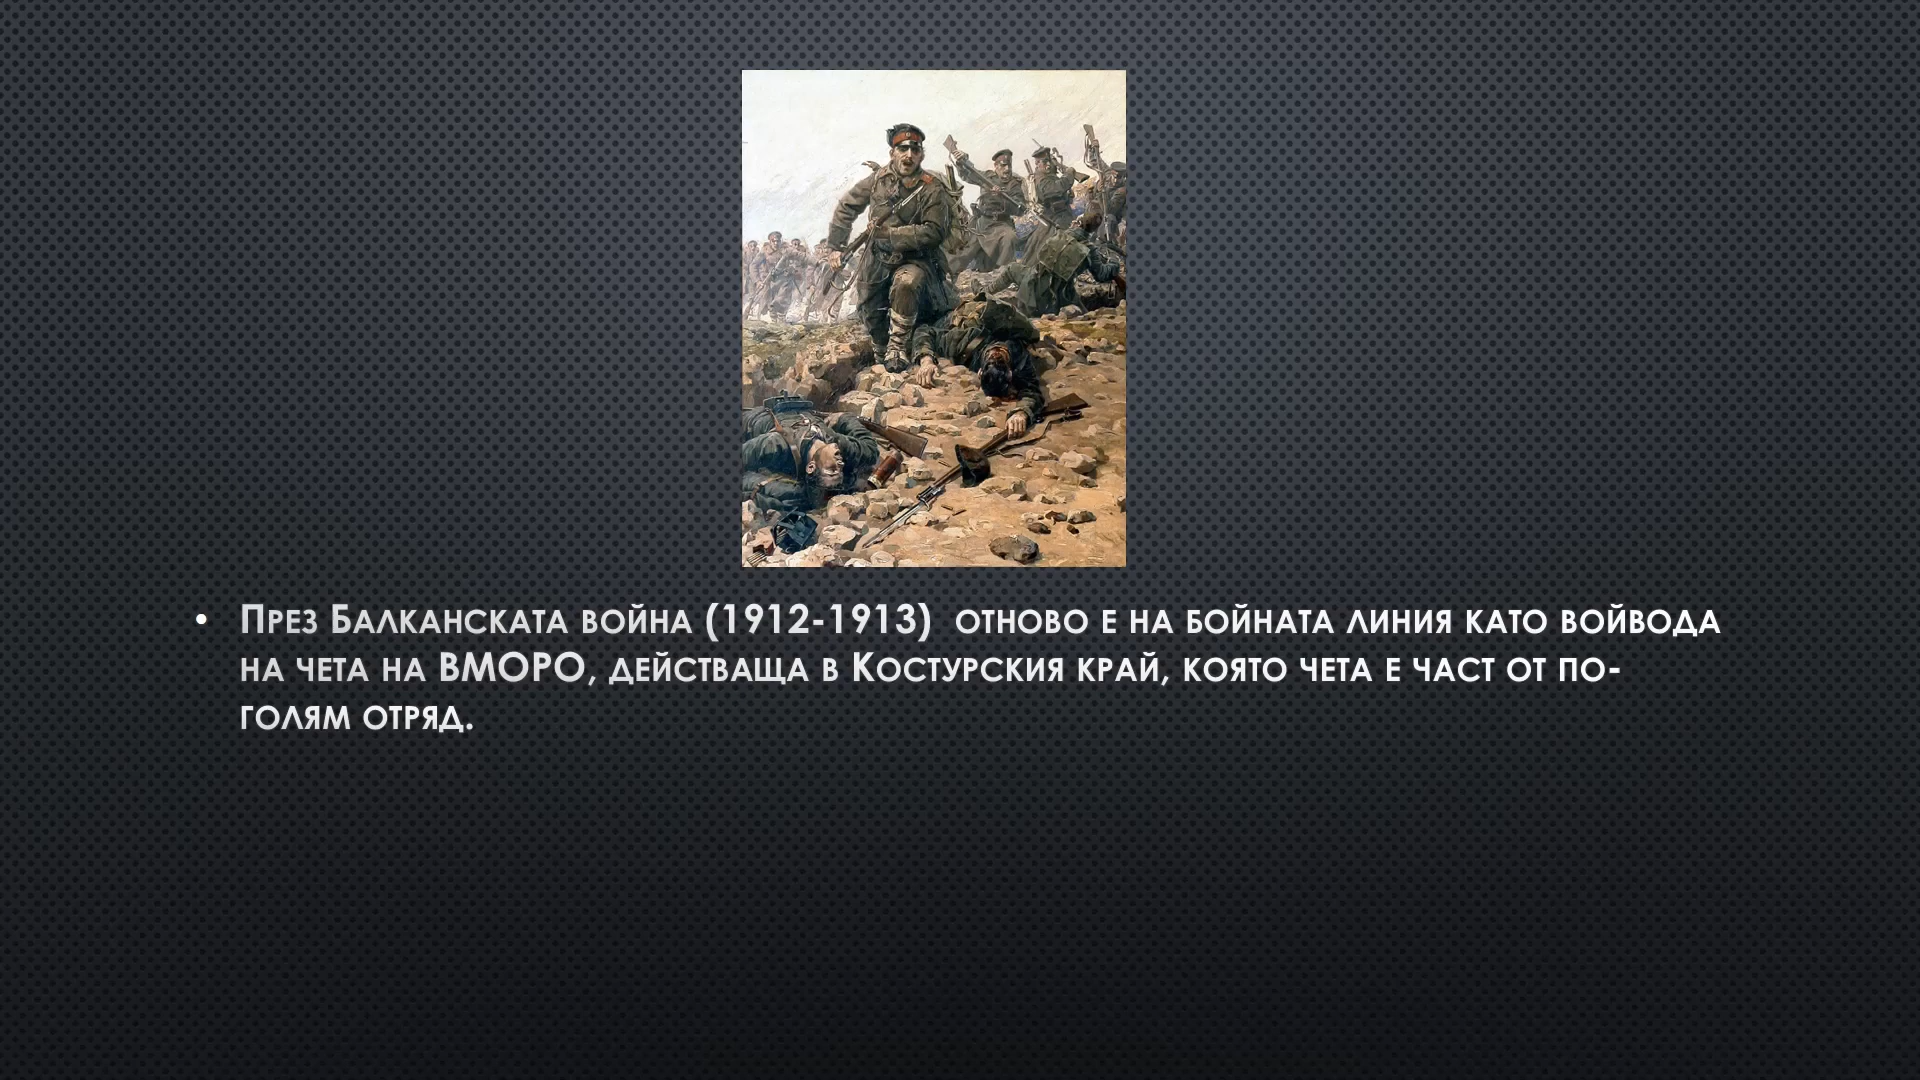 • През Балканската война (1912-1913)  отново е на бойната линия като войвода
на чета на ВМОРО, действаща в Костурския край, която чета е част от по-
голям отряд.